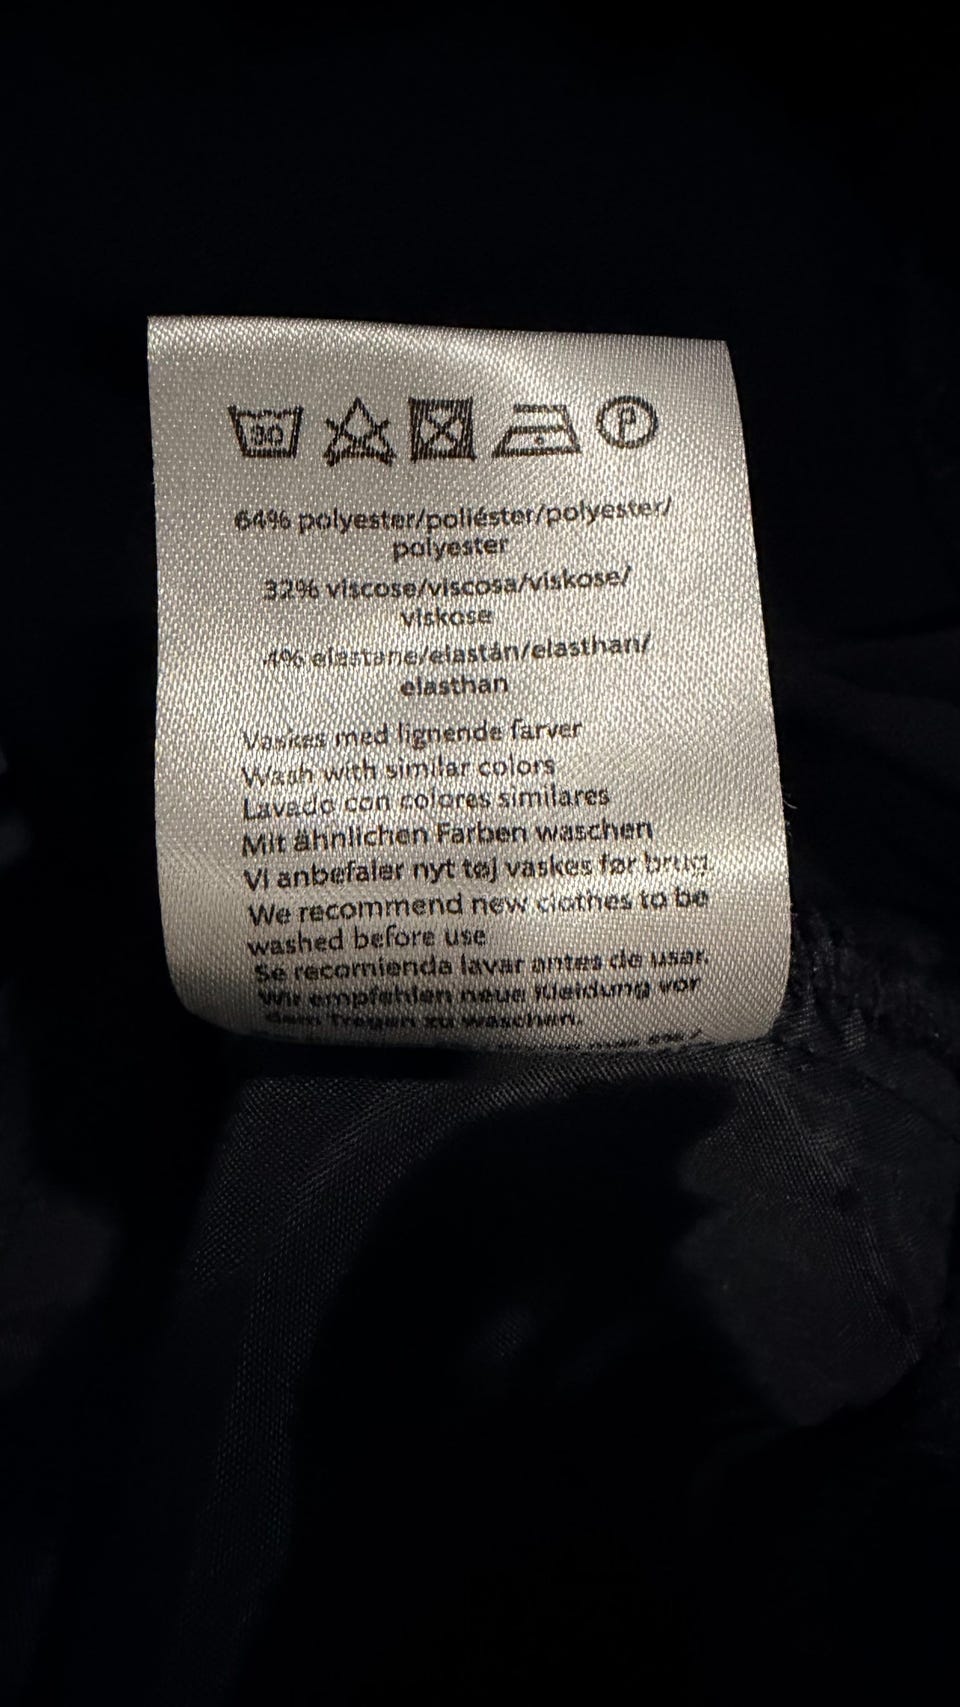 30 P
64% polyester/poliéster/polyester/
polyester
32% viscose/viscosa/viskose/
viskose
4% elastane/elastán/elasthan/
elasthan
Vaskes med lignende farver
Wash with similar colors
Lavado con colores similares
Mit ähnlichen Farben waschen
Vi anbefaler nyt tøj vaskes før brug.
We recommend new clothes to be
washed before use
Se recomienda lavar antes de usar.
Wir empfehlen neue Kleidung vor
dem Tragen zu waschen.